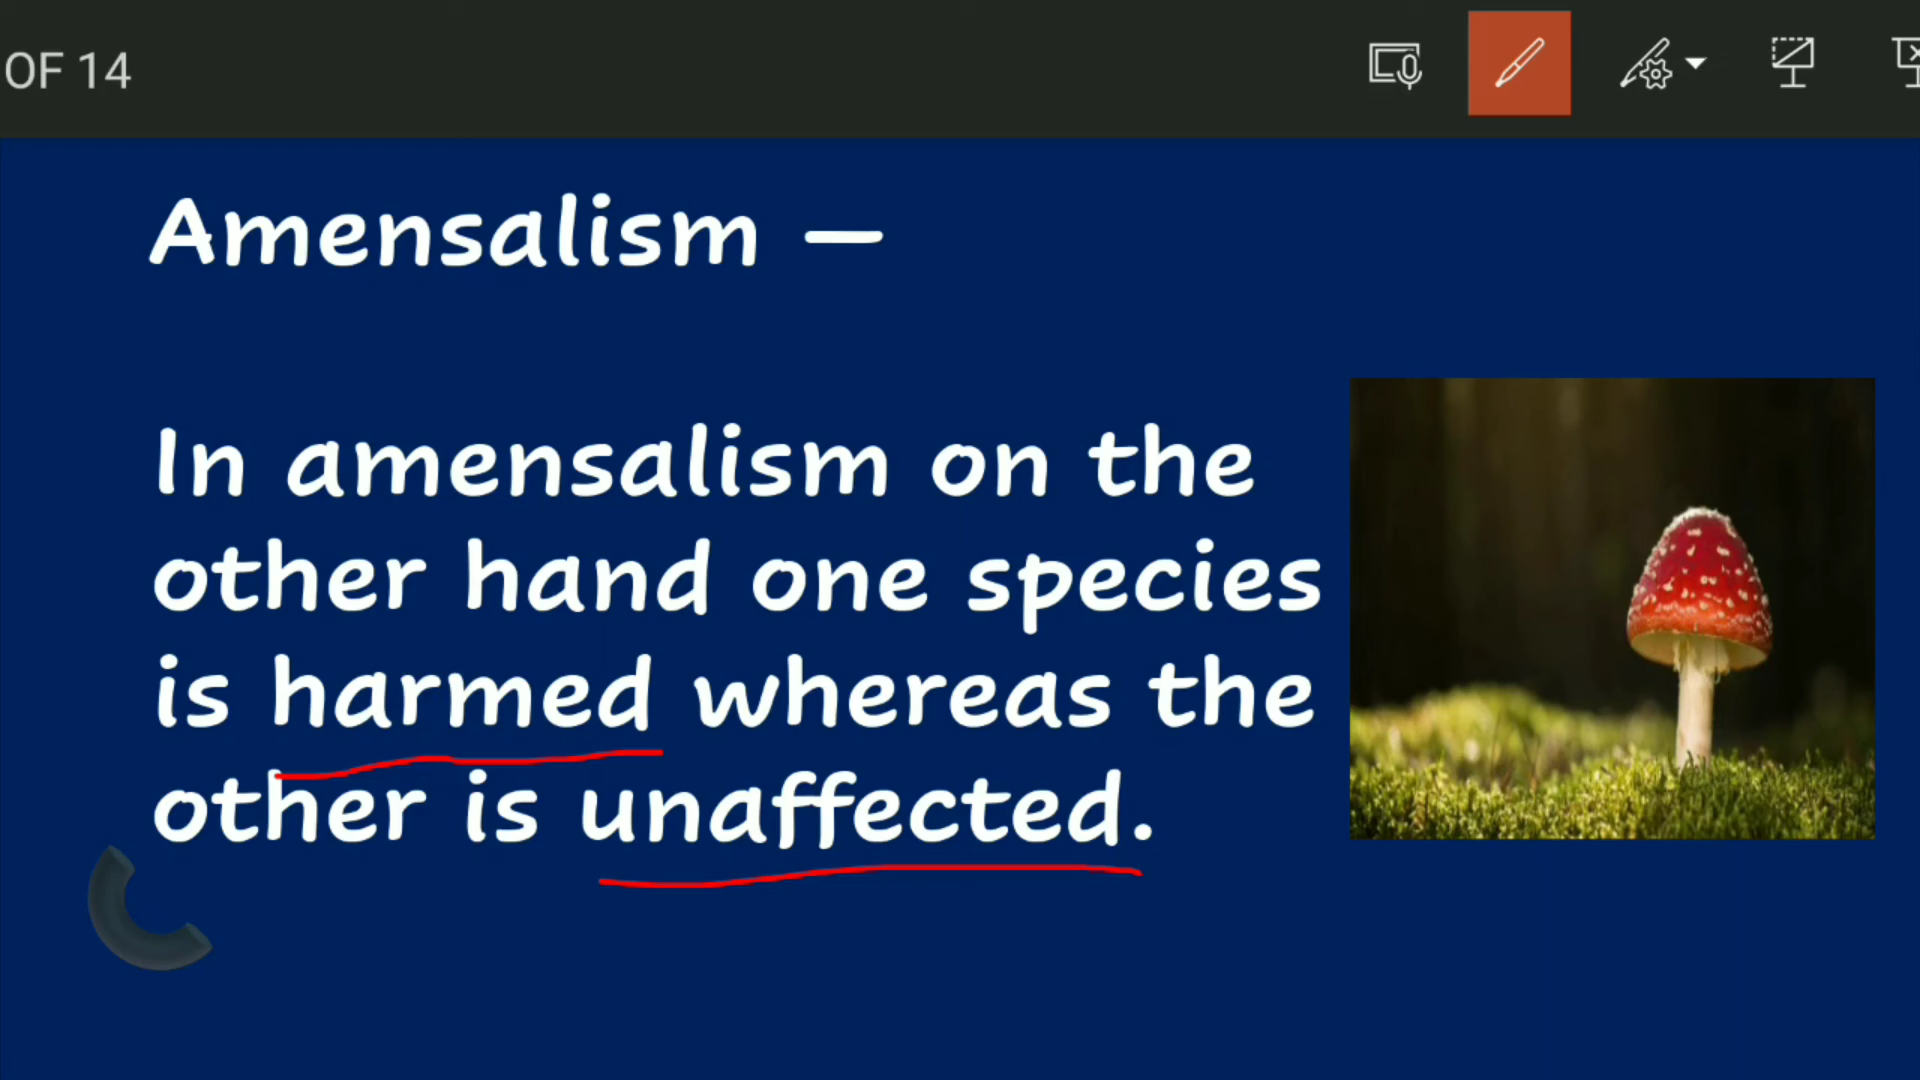 OF 14
Amensalism —
In amensalism on the
other hand one species
is harmed whereas the
other is unaffected.